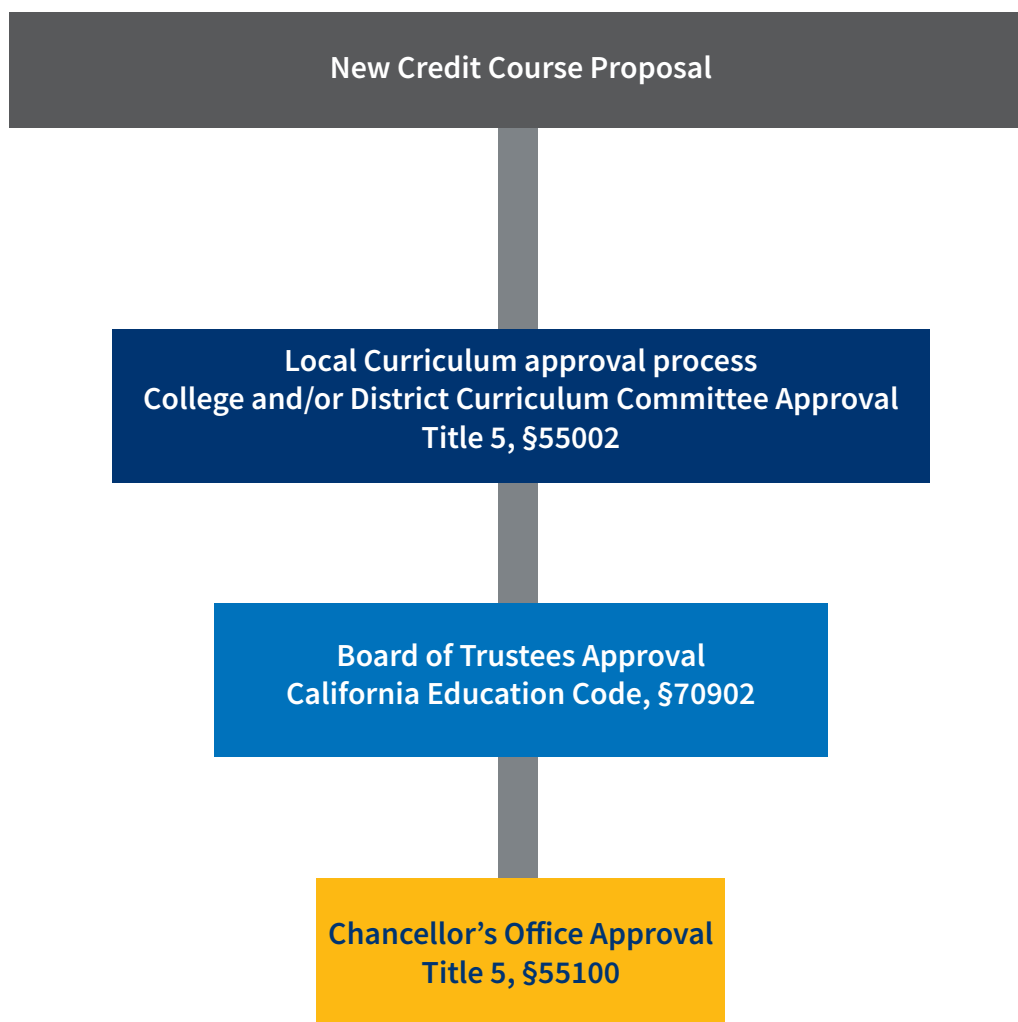 New Credit Course Proposal
Local Curriculum approval process
College and/or District Curriculum Committee Approval
Title 5, §55002
Board of Trustees Approval
California Education Code, §70902
Chancellor’s Office Approval
Title 5, §55100